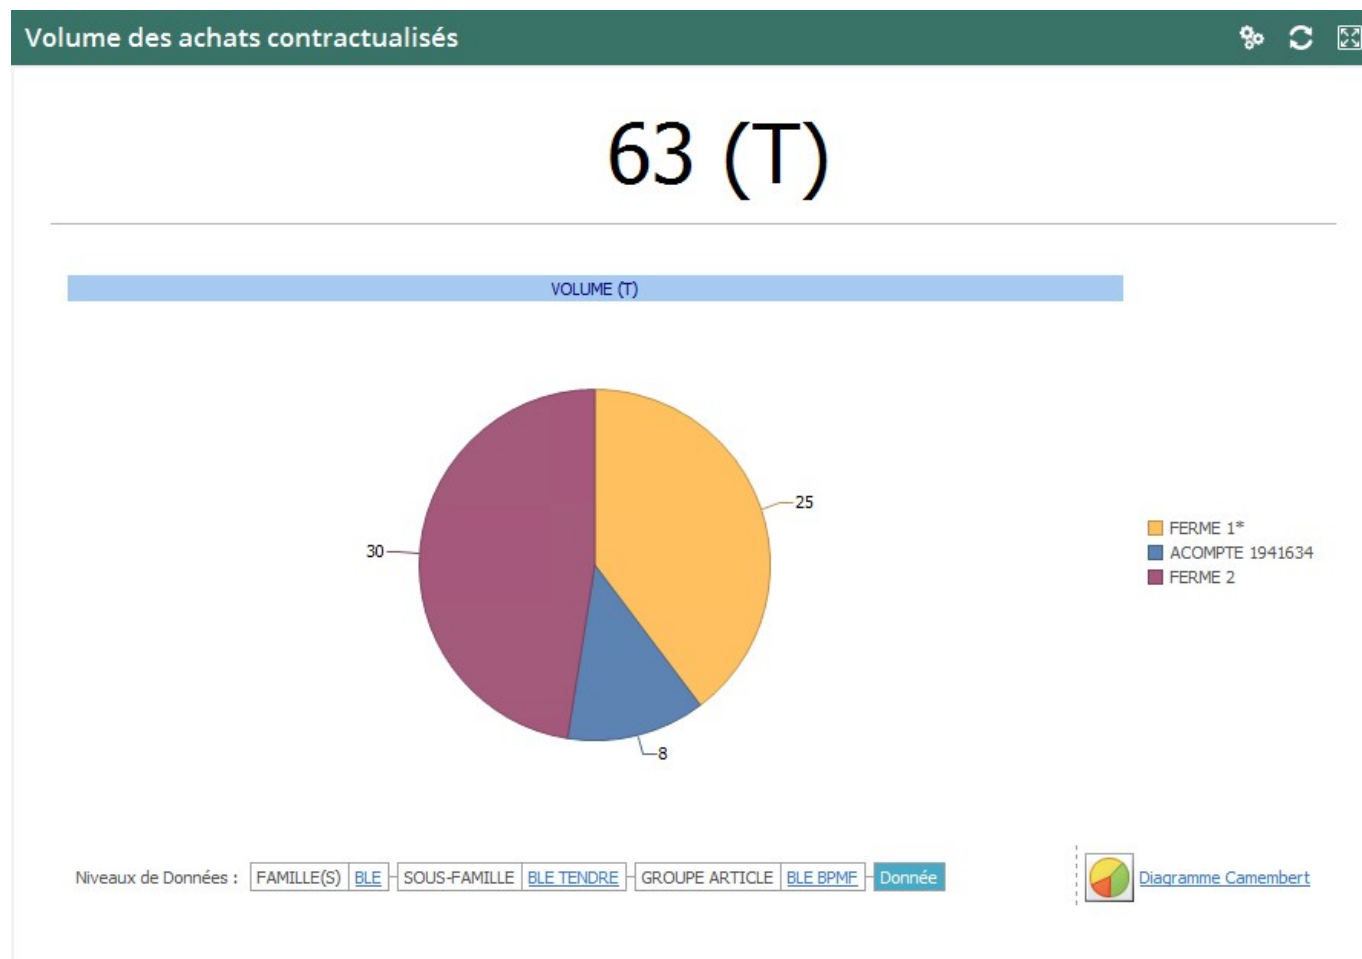 Volume des achats contractualisés
63 (T)
VOLUME (T)
25
30
8
FERME 1*
ACOMPTE 1941634
FERME 2
Niveaux de Données : FAMILLE(S) BLE SOUS-FAMILLE BLE TENDRE GROUPE ARTICLE BLE BPMF Donnée
Diagramme Camembert